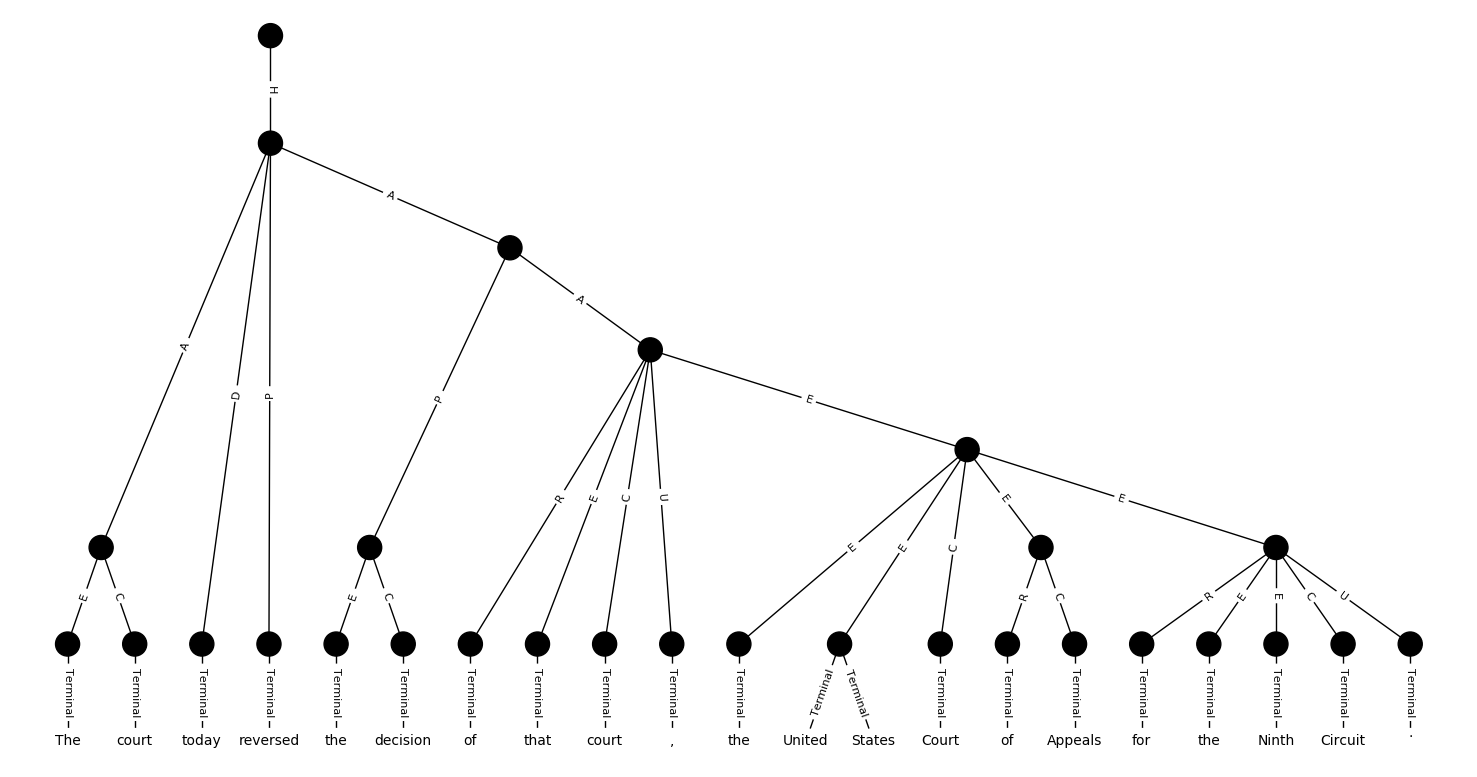 H
A
A
A
D
P
P
E
R
E
C
U
E
E
E
C
E
E
C
E
C
R
C
R
E
E
C
U
Terminal Terminal Terminal Terminal Terminal Terminal Terminal Terminal Terminal Terminal Terminal Terminal Terminal Terminal Terminal Terminal Terminal Terminal Terminal Terminal Terminal
The court today reversed the decision of that court , the United States Court of Appeals for the Ninth Circuit .